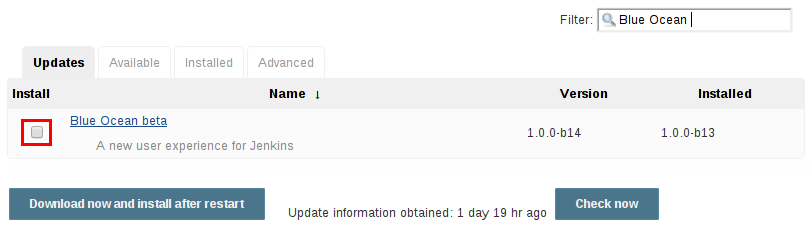 Filter: Blue Ocean
Updates Available Installed Advanced
Install Name ↓ Version Installed
Blue Ocean beta 1.0.0-b14 1.0.0-b13
A new user experience for Jenkins
Download now and install after restart Update information obtained: 1 day 19 hr ago Check now